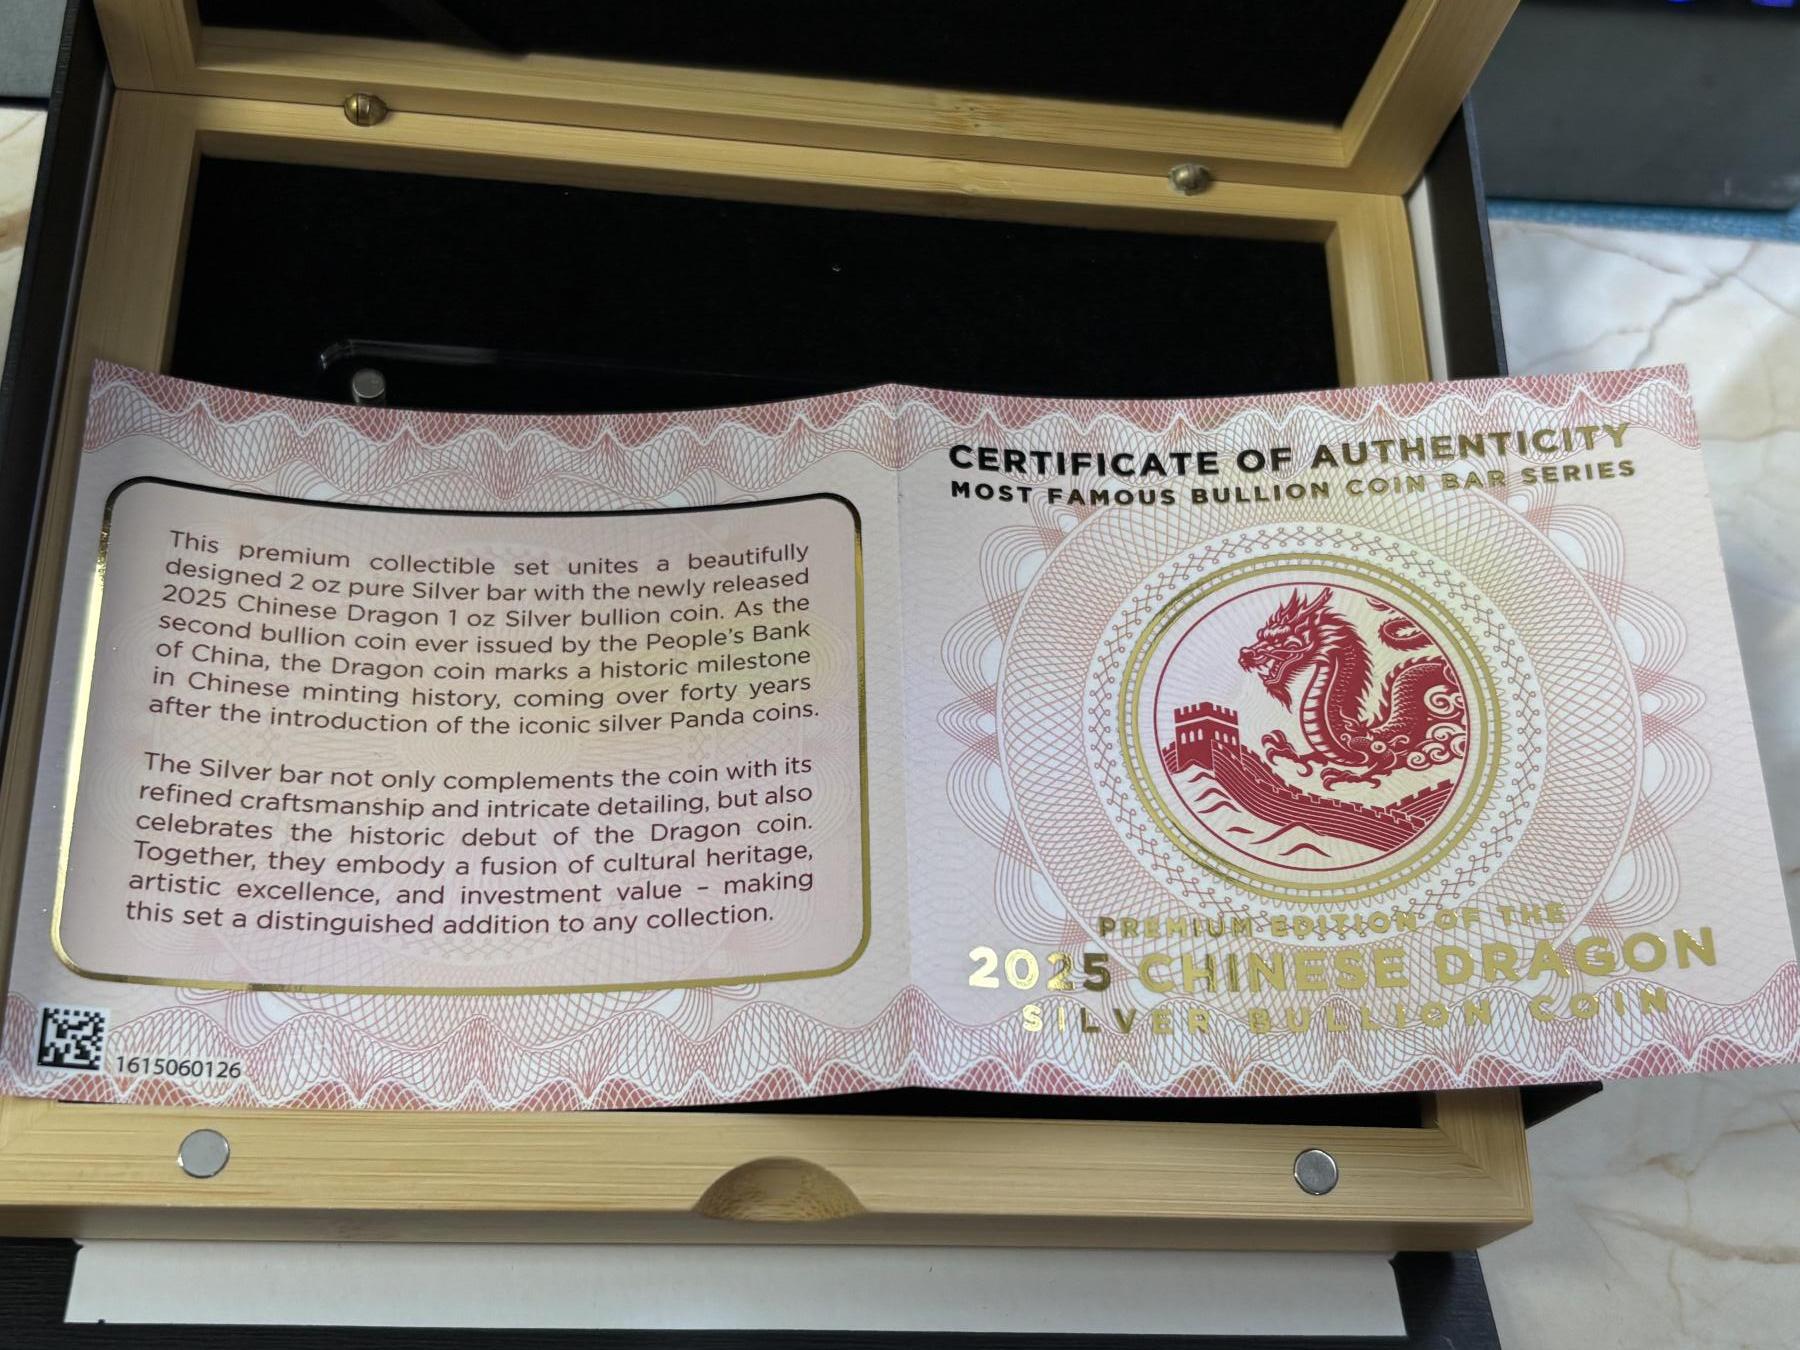 This premium collectible set unites a beautifully
designed 2 oz pure Silver bar with the newly released
2025 Chinese Dragon 1 oz Silver bullion coin. As the
second bullion coin ever issued by the People's Bank
of China, the Dragon coin marks a historic milestone
in Chinese minting history, coming over forty years
after the introduction of the iconic silver Panda coins.
The Silver bar not only complements the coin with its
refined craftsmanship and intricate detailing, but also
celebrates the historic debut of the Dragon coin.
Together, they embody a fusion of cultural heritage,
artistic excellence, and investment value – making
this set a distinguished addition to any collection.
1615060126
CERTIFICATE OF AUTHENTICITY
MOST FAMOUS BULLION COIN BAR SERIES
PREMIUM EDITION OF THE
2025 CHINESE DRAGON
SILVER BULLION COIN